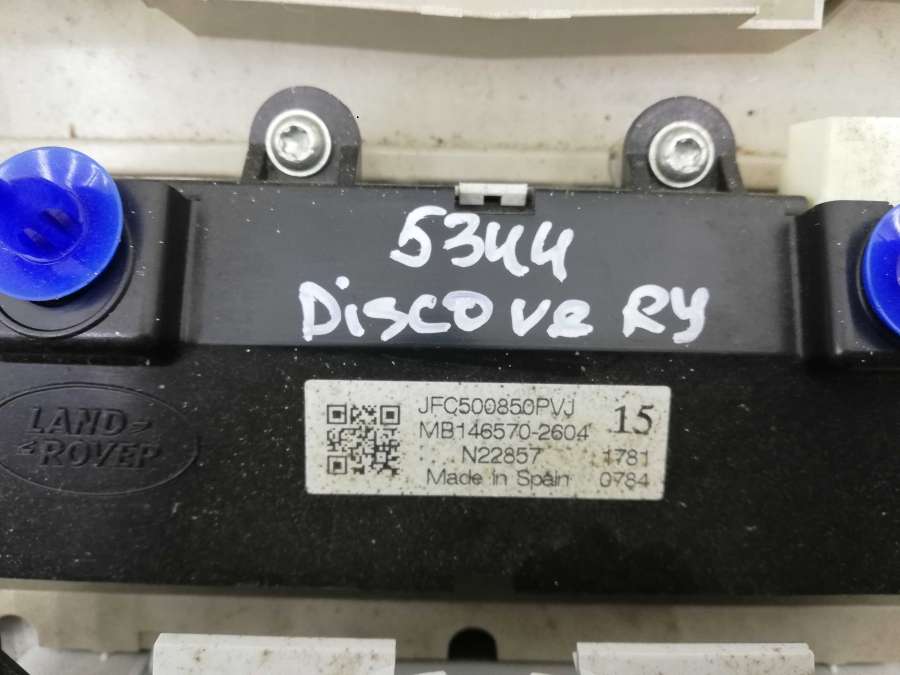 5344
DiscoveRy
LAND
ROVER
JFC500850PVJ
15
MB146570-2604
N22857
1781
Made in Spain
0784